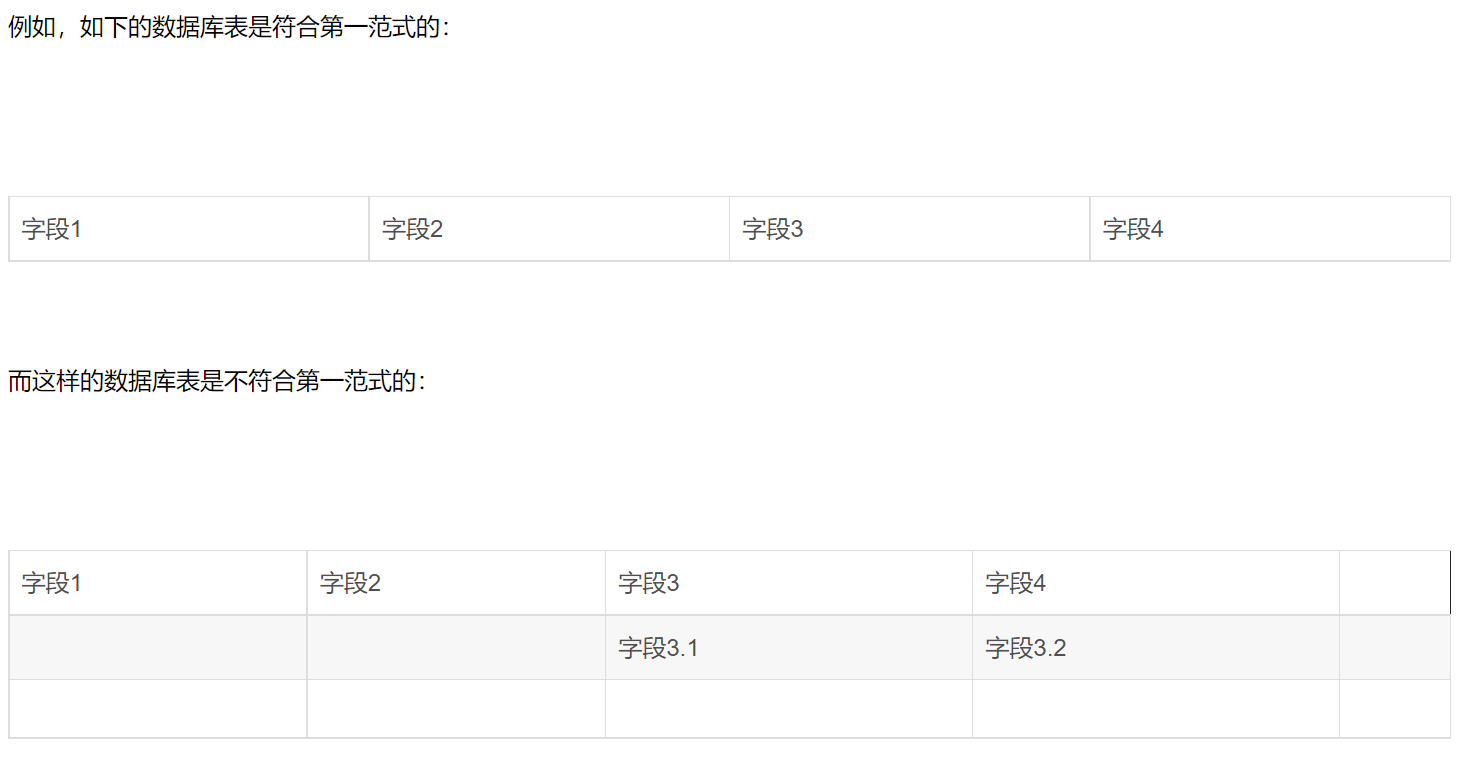 例如，如下的数据库表是符合第一范式的：
字段1 字段2 字段3 字段4
而这样的数据库表是不符合第一范式的：
字段1 字段2 字段3 字段4
字段3.1 字段3.2